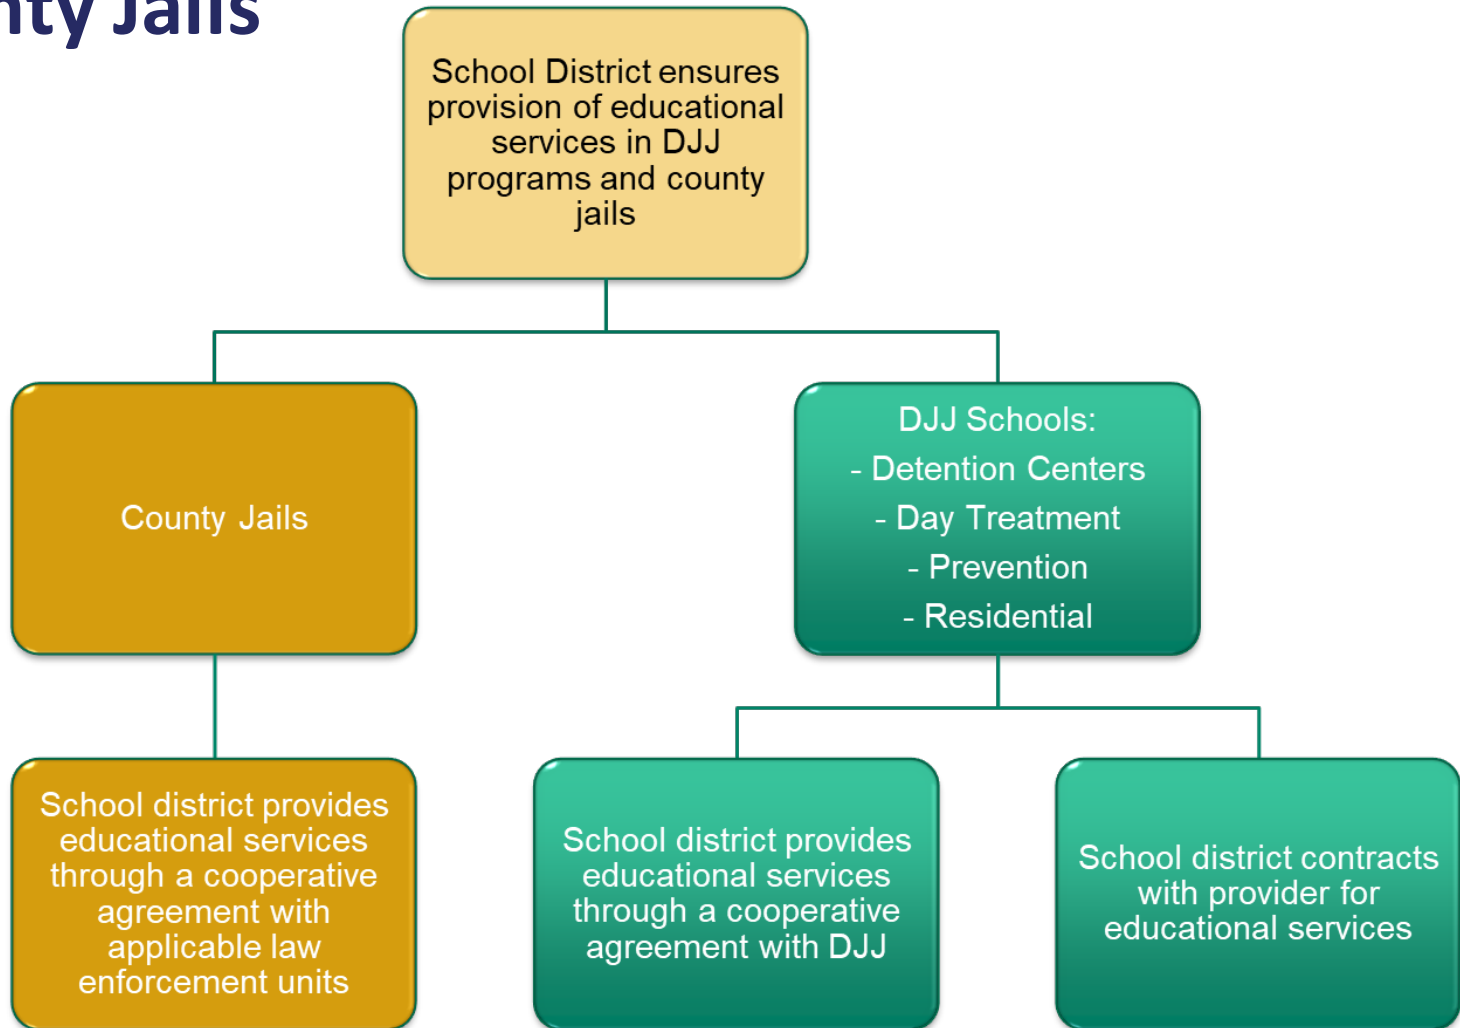 Jails
School District ensures
provision of educational
services in DJJ
programs and county
jails
County Jails
DJJ Schools:
- Detention Centers
- Day Treatment
- Prevention
- Residential
School district provides
educational services
through a cooperative
agreement with
applicable law
enforcement units
School district provides
educational services
through a cooperative
agreement with DJJ
School district contracts
with provider for
educational services